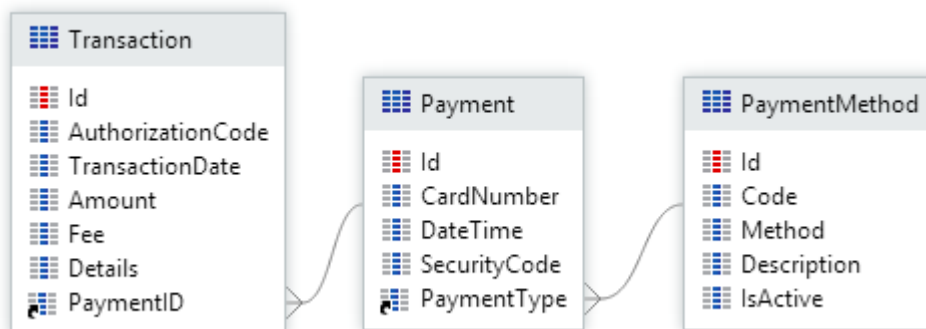 Transaction
Id
AuthorizationCode
TransactionDate
Amount
Fee
Details
PaymentID
Payment
Id
CardNumber
DateTime
SecurityCode
PaymentType
PaymentMethod
Id
Code
Method
Description
IsActive